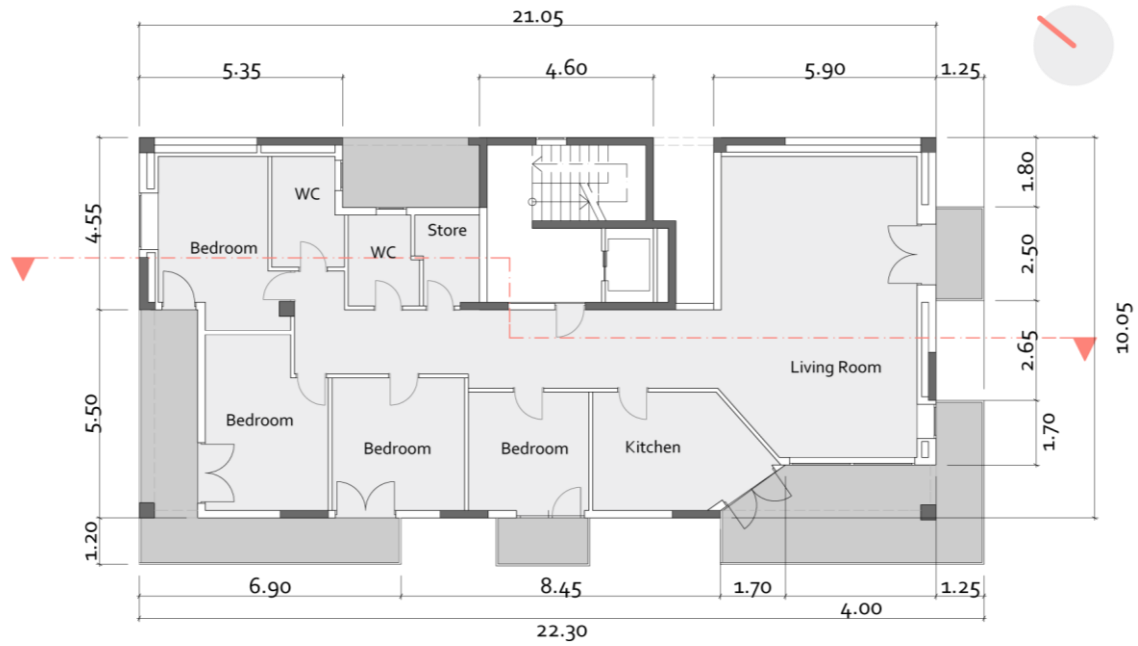 21.05
5.35
4.60
5.90
1.25
WC
Store
WC
Bedroom
4.55
1.80
2.50
2.65
10.05
Living Room
Bedroom
Bedroom
Bedroom
Kitchen
5.50
1.70
1.20
6.90
8.45
1.70
1.25
4.00
22.30